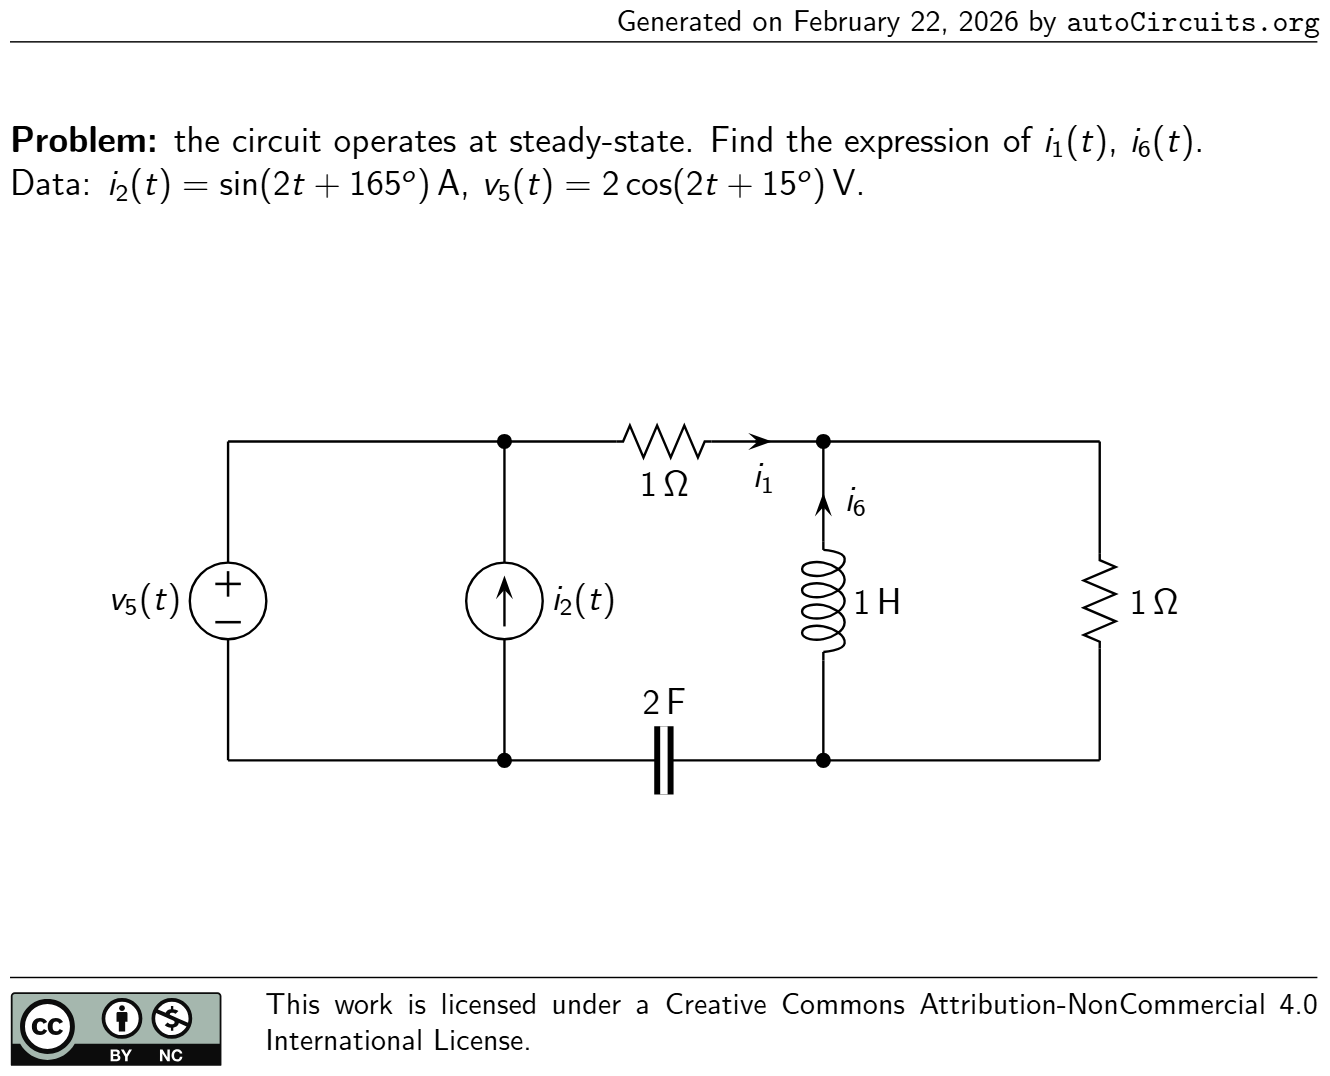 Generated on February 22, 2026 by autoCircuits.org
Problem: the circuit operates at steady-state. Find the expression of i₁(t), i₆(t).
Data: i₂(t) = sin(2t + 165º) A, v₅(t) = 2 cos(2t + 15º) V.
1 Ω
i₁
i₆
v₅(t)
+
−
i₂(t)
1 H
1 Ω
2 F
cc
BY NC
This work is licensed under a Creative Commons Attribution-NonCommercial 4.0
International License.